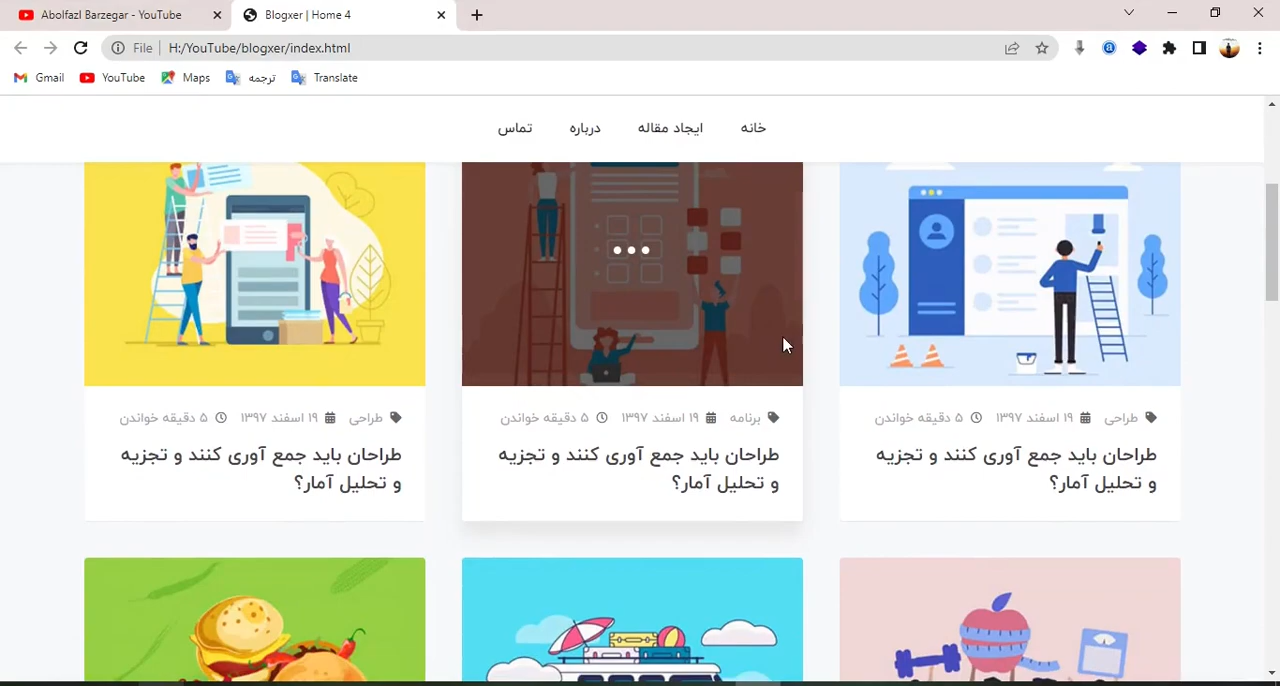 Abolfazl Barzegar - YouTube
Blogxer | Home 4
File
H:/YouTube/blogxer/index.html
Gmail
YouTube
Maps
ترجمه
Translate
خانه
ایجاد مقاله
درباره
تماس
طراحی ۱۹ اسفند ۱۳۹۷ ۵ دقیقه خواندن
طراحان باید جمع آوری کنند و تجزیه
و تحلیل آمار؟
برنامه ۱۹ اسفند ۱۳۹۷ ۵ دقیقه خواندن
طراحان باید جمع آوری کنند و تجزیه
و تحلیل آمار؟
طراحی ۱۹ اسفند ۱۳۹۷ ۵ دقیقه خواندن
طراحان باید جمع آوری کنند و تجزیه
و تحلیل آمار؟